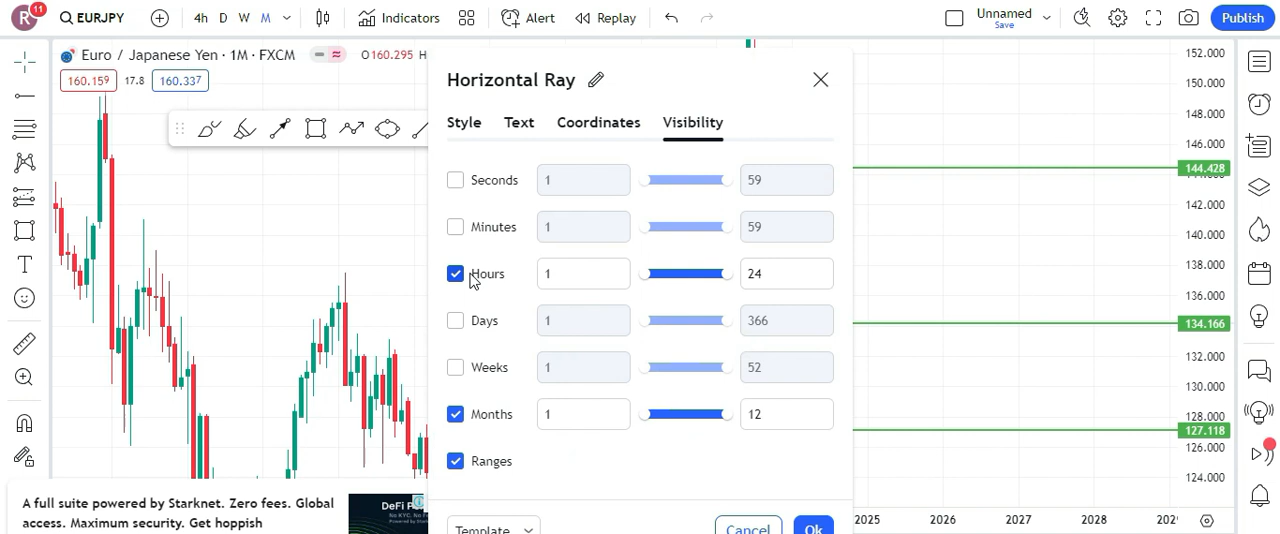 R 11 EURJPY 4h D W M Indicators Alert Replay Unnamed Save Publish
Euro / Japanese Yen · 1M · FXCM O160.295 H
160.159 17.8 160.337
Horizontal Ray
Style Text Coordinates Visibility
Seconds 1 59
Minutes 1 59
Hours 1 24
Days 1 366
Weeks 1 52
Months 1 12
Ranges
Template Cancel Ok
152.000
150.000
148.000
146.000
144.428
142.000
140.000
138.000
136.000
134.166
132.000
130.000
128.000
127.118
124.000
2025 2026 2027 2028
A full suite powered by Starknet. Zero fees. Global
access. Maximum security. Get hoppish